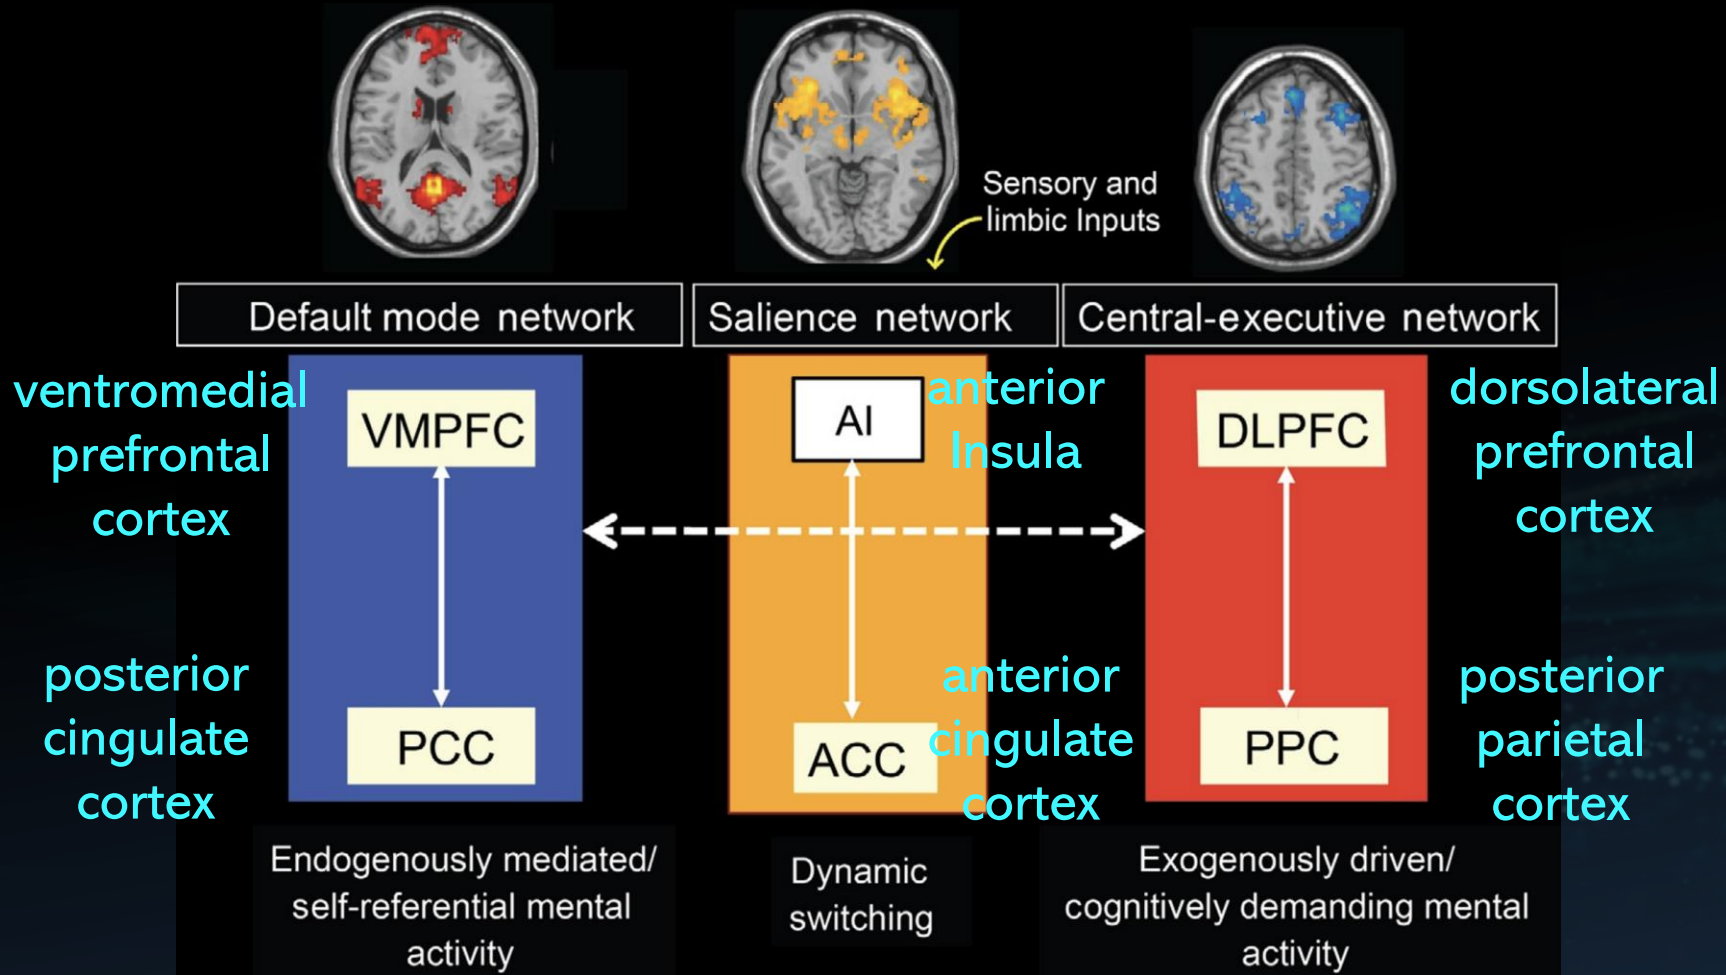 Sensory and
limbic Inputs
Default mode network
Salience network
Central-executive network
ventromedial
prefrontal
cortex
VMPFC
AI
anterior
Insula
DLPFC
dorsolateral
prefrontal
cortex
posterior
cingulate
cortex
PCC
ACC
anterior
cingulate
cortex
PPC
posterior
parietal
cortex
Endogenously mediated/
self-referential mental
activity
Dynamic
switching
Exogenously driven/
cognitively demanding mental
activity